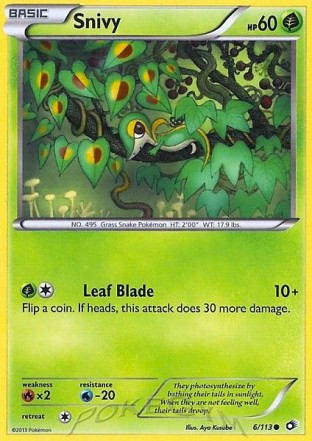 BASIC
Snivy
HP60
NO. 495 Grass Snake Pokémon HT: 2'00" WT: 17.9 lbs.
Leaf Blade 10+
Flip a coin. If heads, this attack does 30 more damage.
weakness
×2
resistance
-20
retreat
They photosynthesize by
bathing their tails in sunlight.
When they are not feeling well,
their tails droop.
©2013 Pokémon
Illus. Aya Kusube
6/113